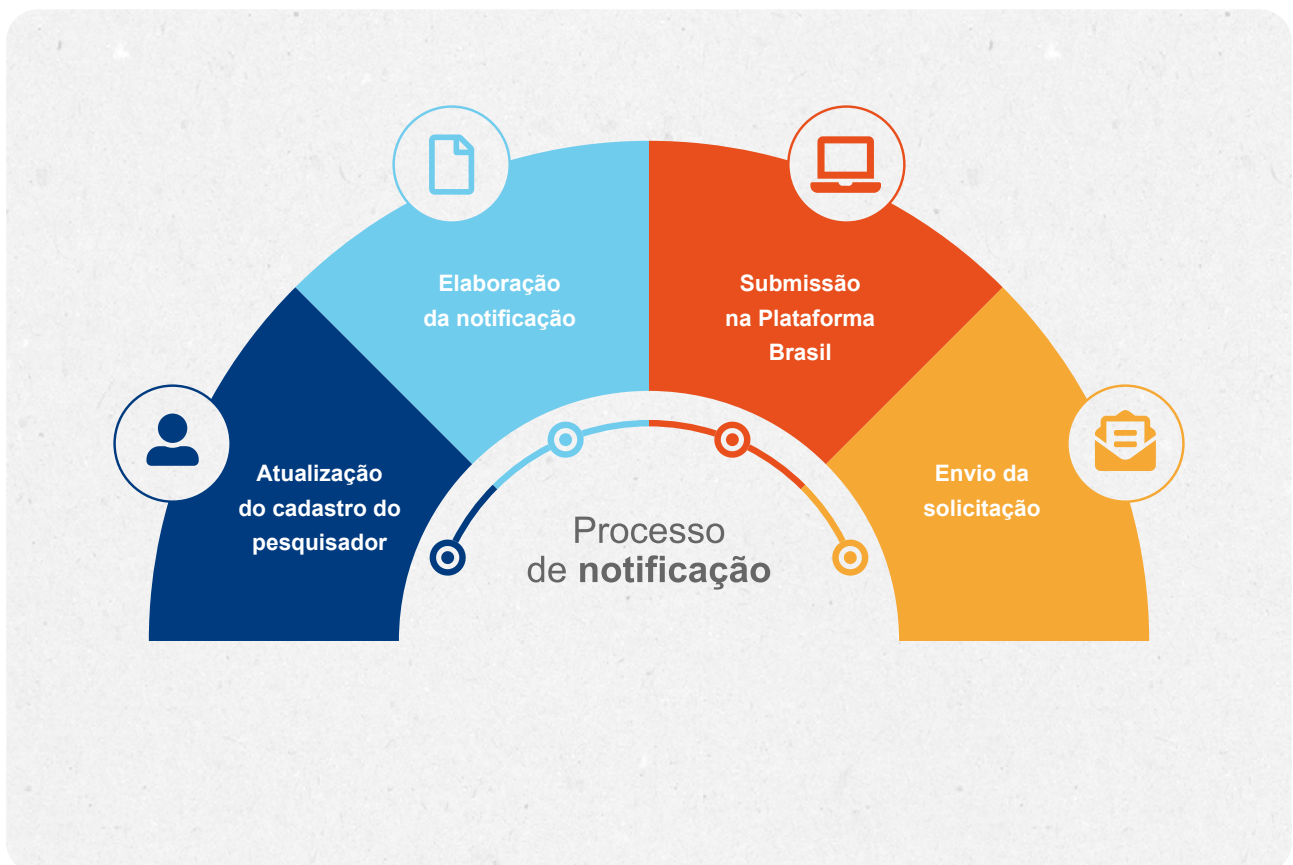 Elaboração
da notificação
Submissão
na Plataforma
Brasil
Atualização
do cadastro do
pesquisador
Envio da
solicitação
Processo
de notificação